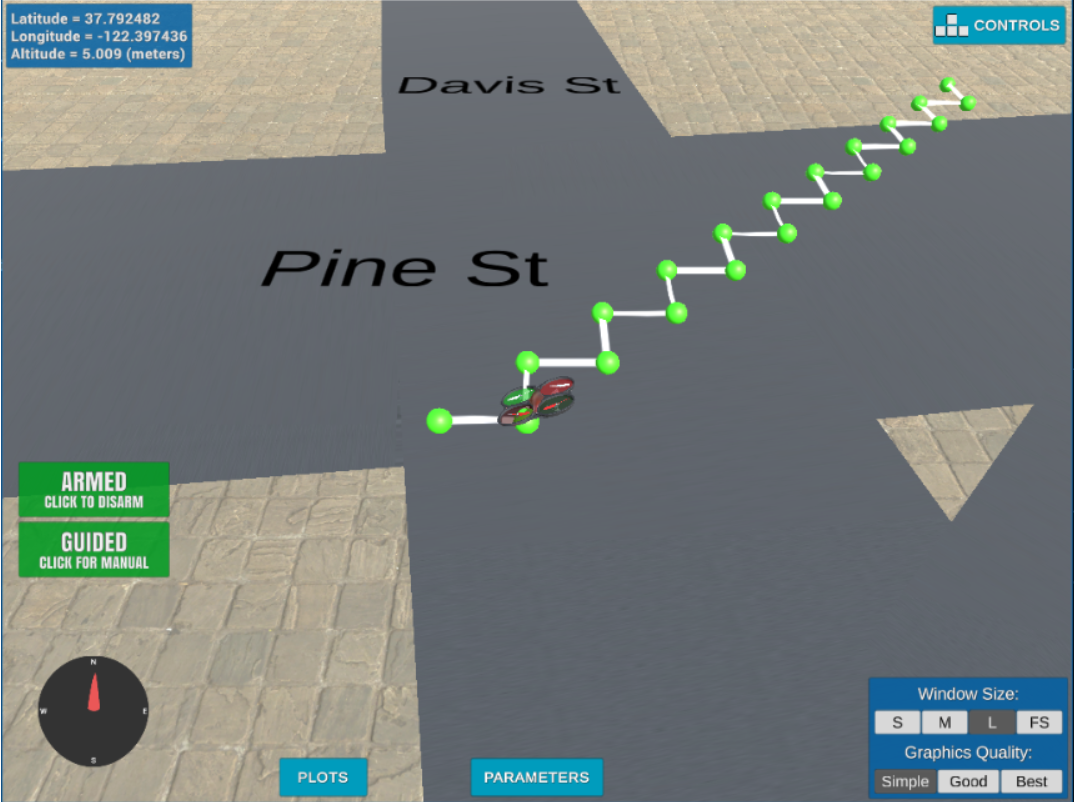 Latitude = 37.792482
Longitude = -122.397436
Altitude = 5.009 (meters)
CONTROLS
Davis St
Pine St
ARMED
CLICK TO DISARM
GUIDED
CLICK FOR MANUAL
N
W E
S
PLOTS
PARAMETERS
Window Size:
S M L FS
Graphics Quality:
Simple Good Best